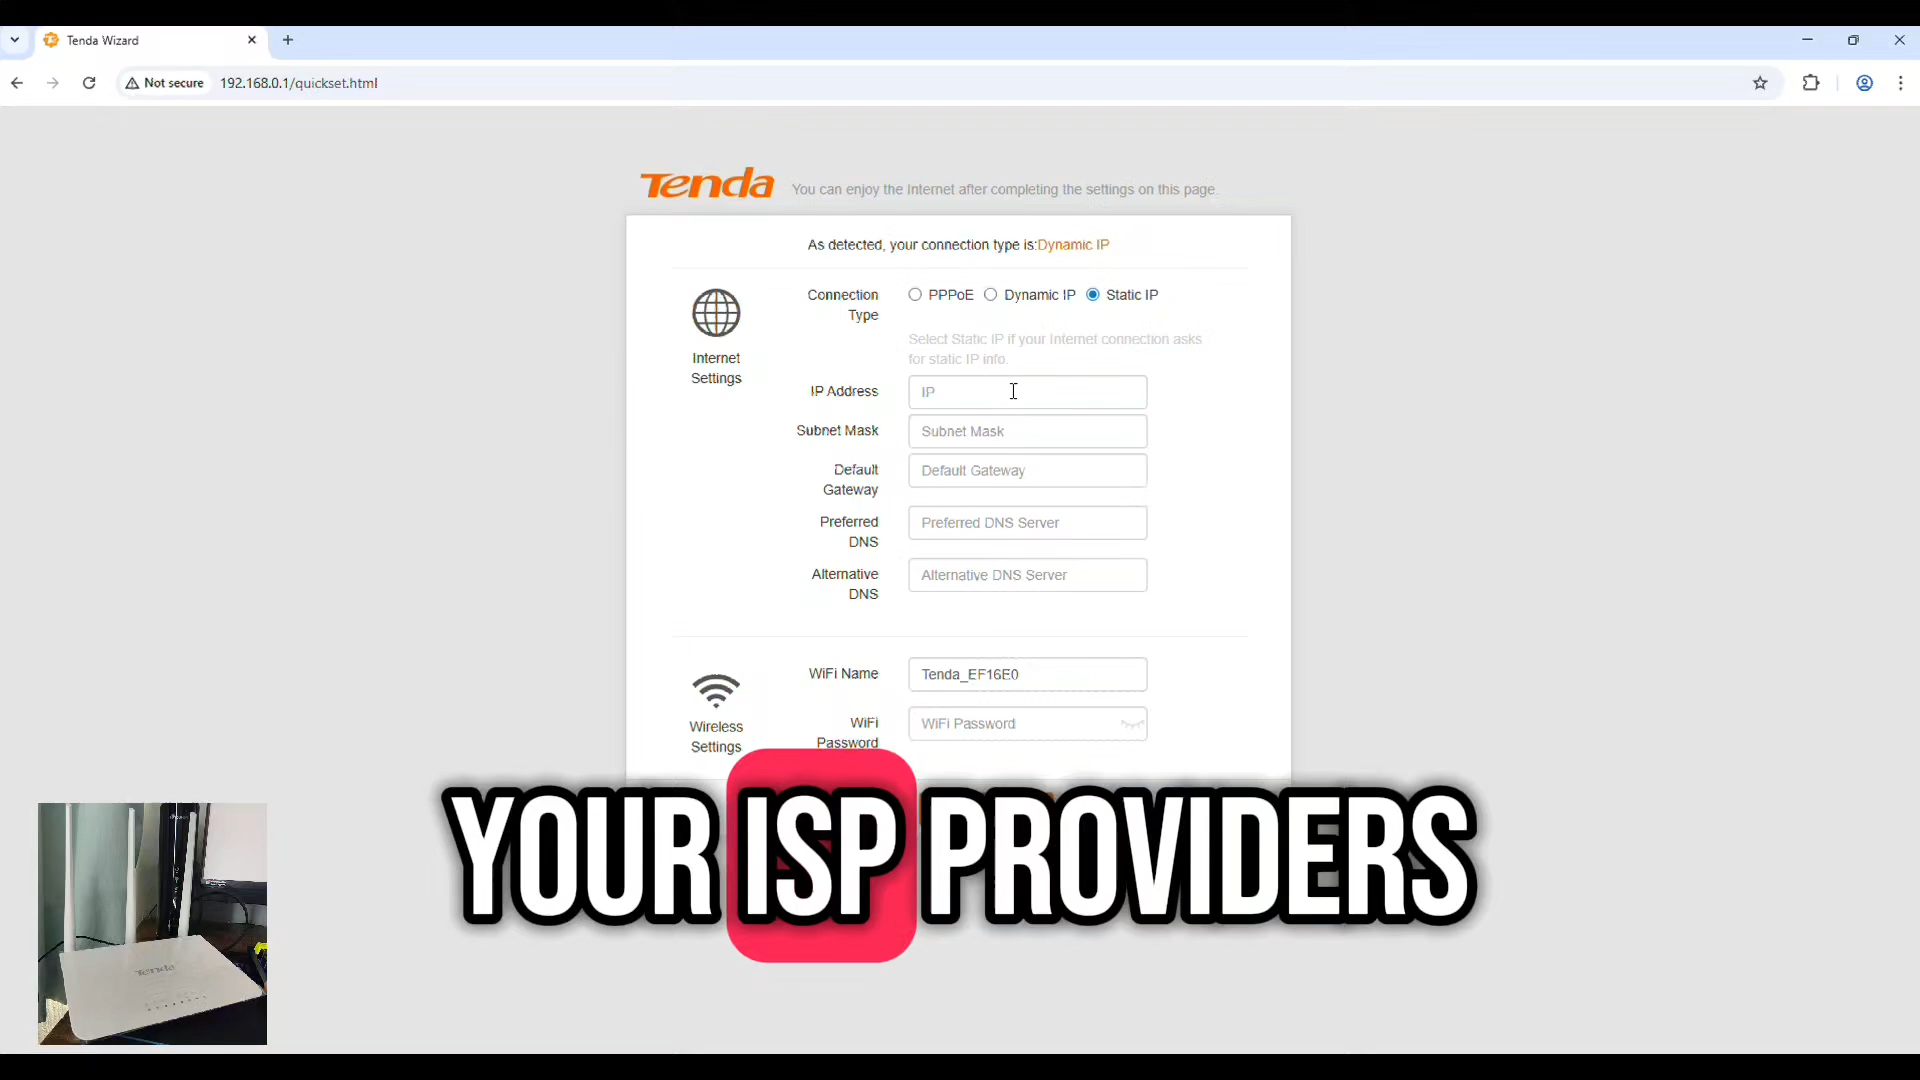 Tenda Wizard
Not secure 192.168.0.1/quickset.html
Tenda You can enjoy the Internet after completing the settings on this page.
As detected, your connection type is:Dynamic IP
Connection Type PPPoE Dynamic IP Static IP
Select Static IP if your Internet connection asks
for static IP info.
Internet
Settings
IP Address IP
Subnet Mask Subnet Mask
Default
Gateway Default Gateway
Preferred
DNS Preferred DNS Server
Alternative
DNS Alternative DNS Server
WiFi Name Tenda_EF16E0
Wireless
Settings
WiFi
Password WiFi Password
YOUR ISP PROVIDERS
Tenda